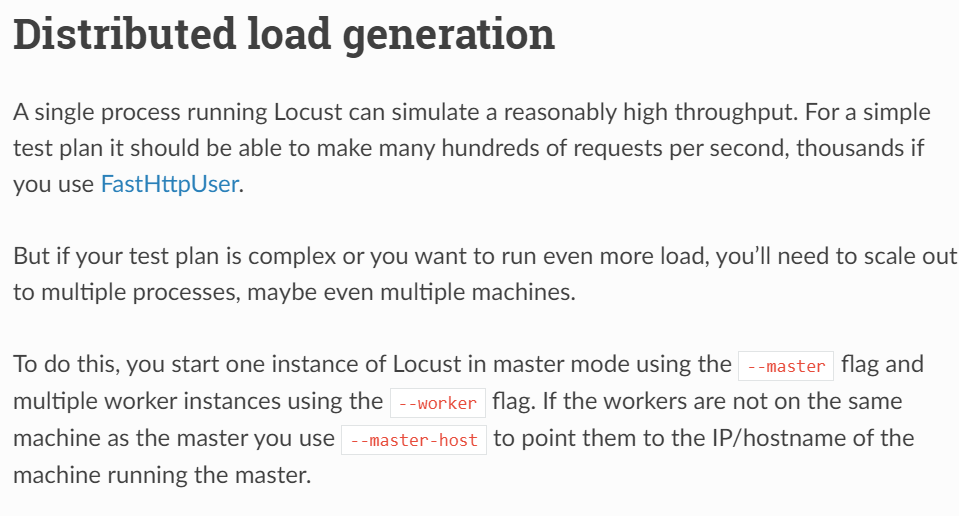 Distributed load generation
A single process running Locust can simulate a reasonably high throughput. For a simple
test plan it should be able to make many hundreds of requests per second, thousands if
you use FastHttpUser.
But if your test plan is complex or you want to run even more load, you’ll need to scale out
to multiple processes, maybe even multiple machines.
To do this, you start one instance of Locust in master mode using the --master flag and
multiple worker instances using the --worker flag. If the workers are not on the same
machine as the master you use --master-host to point them to the IP/hostname of the
machine running the master.